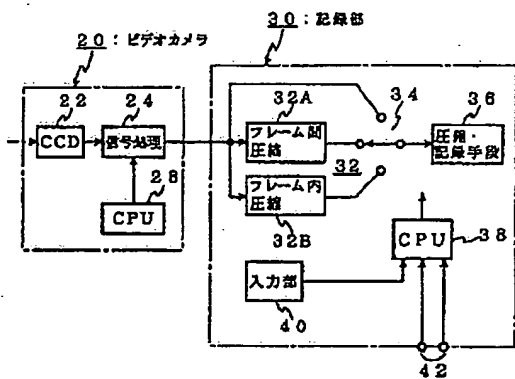 20：ビデオカメラ
22
24
CCD
信号処理
28
CPU
30：記録部
32A
フレーム間
圧縮
32
フレーム内
圧縮
32B
34
36
圧縮・
記録手段
CPU
38
入力部
40
42